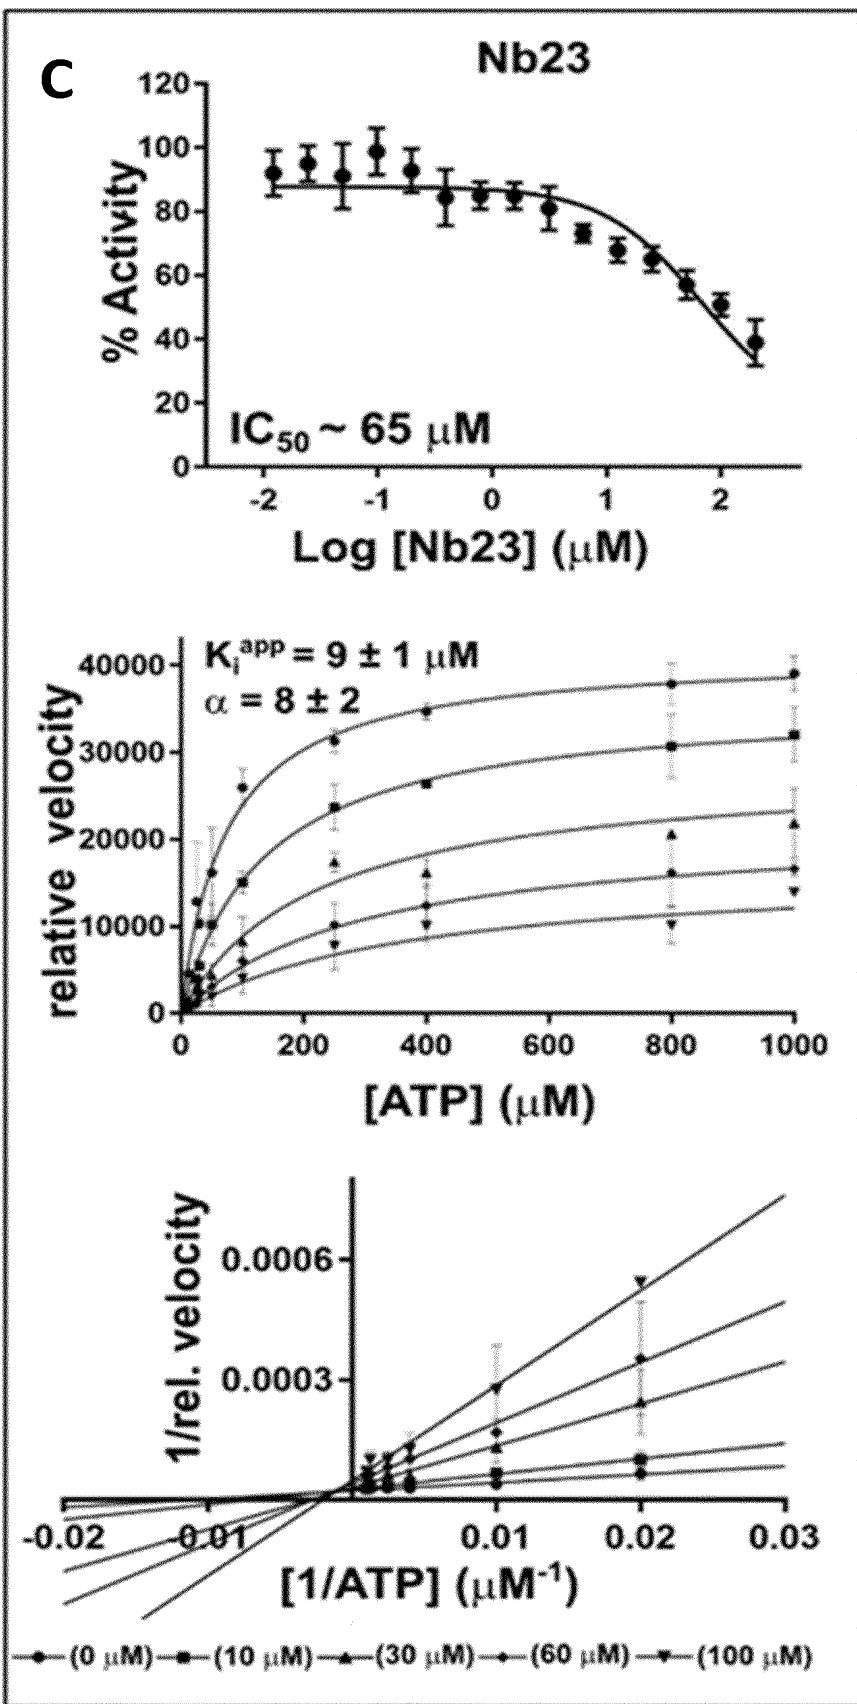 C
Nb23
120
100
80
60
40
20
0
% Activity
IC50 ~ 65 μM
-2 -1 0 1 2
Log [Nb23] (μM)
Kiapp = 9 ± 1 μM
α = 8 ± 2
40000
30000
20000
10000
0
relative velocity
0 200 400 600 800 1000
[ATP] (μM)
1/rel. velocity
0.0006
0.0003
-0.02 -0.01 0.01 0.02 0.03
[1/ATP] (μM-1)
(0 μM) (10 μM) (30 μM) (60 μM) (100 μM)